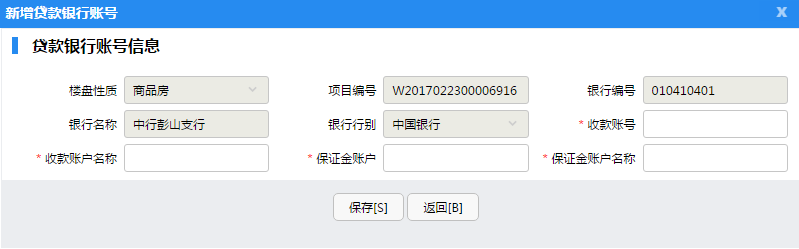 新增贷款银行账号 X
贷款银行账号信息
楼盘性质 商品房 项目编号 W2017022300006916 银行编号 010410401
银行名称 中行彭山支行 银行行别 中国银行 * 收款账号
* 收款账户名称 * 保证金账户 * 保证金账户名称
保存[S] 返回[B]